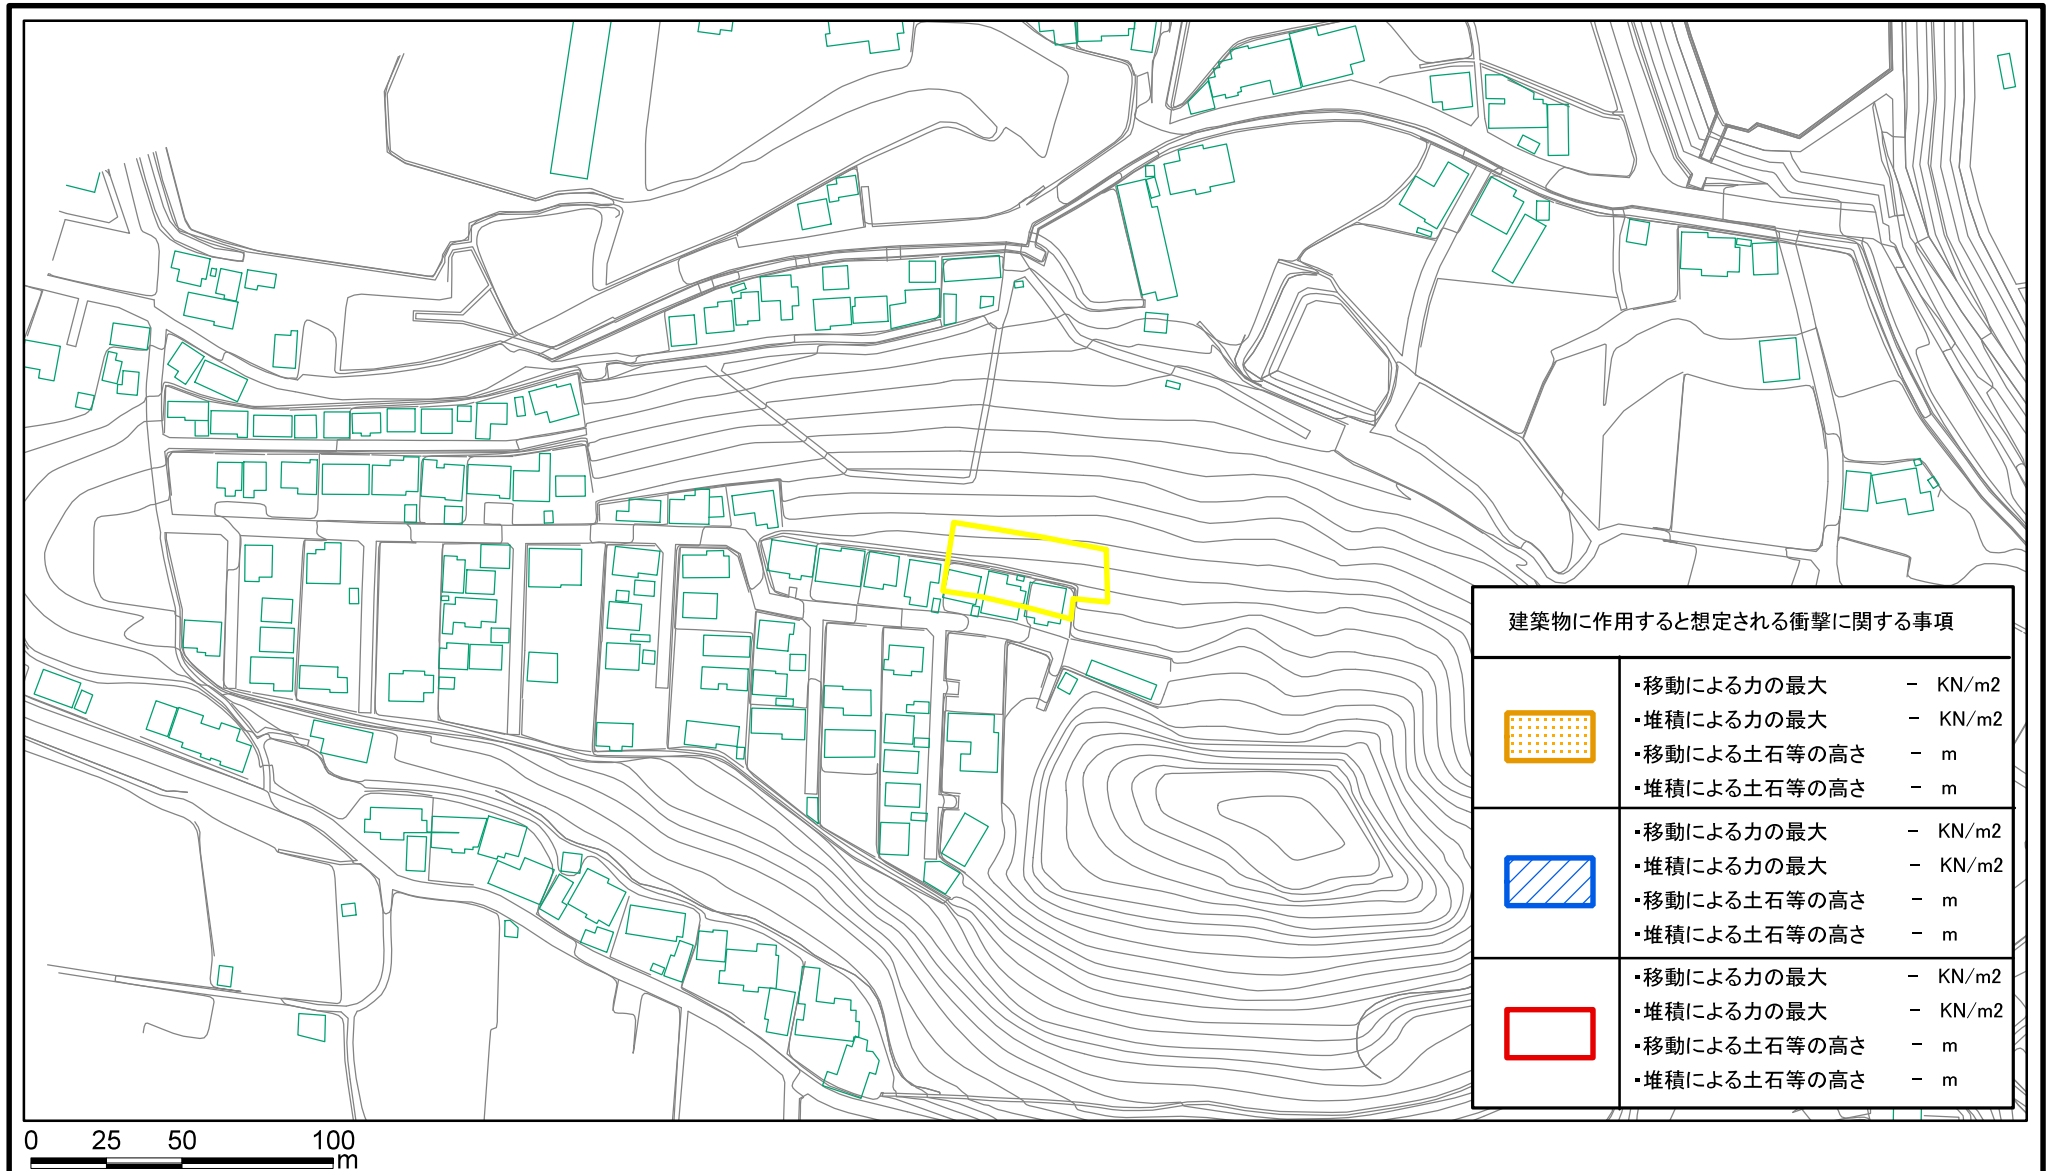 建築物に作用すると想定される衝撃に関する事項
・移動による力の最大 － KN/m2
・堆積による力の最大 － KN/m2
・移動による土石等の高さ － m
・堆積による土石等の高さ － m
・移動による力の最大 － KN/m2
・堆積による力の最大 － KN/m2
・移動による土石等の高さ － m
・堆積による土石等の高さ － m
・移動による力の最大 － KN/m2
・堆積による力の最大 － KN/m2
・移動による土石等の高さ － m
・堆積による土石等の高さ － m
0 25 50 100
m